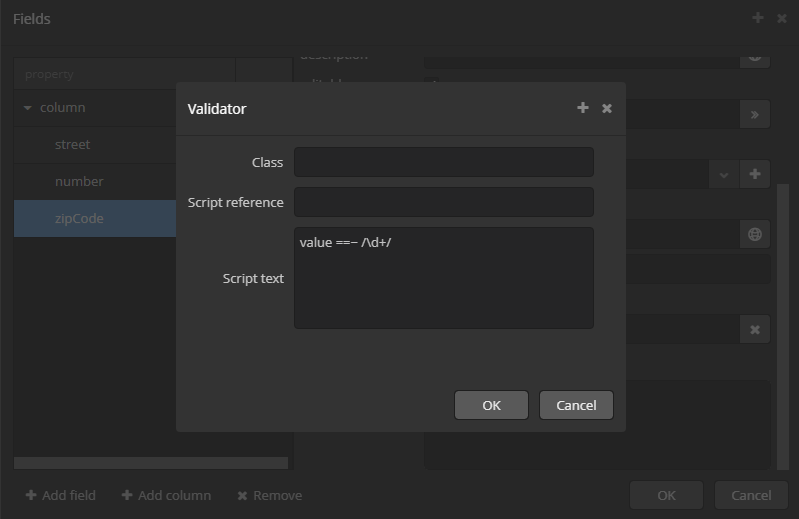 Fields
description
editable
property
column
street
number
zipCode
Validator
Class
Script reference
Script text
value ==~ /\d+/
OK
Cancel
Add field
Add column
Remove
OK
Cancel